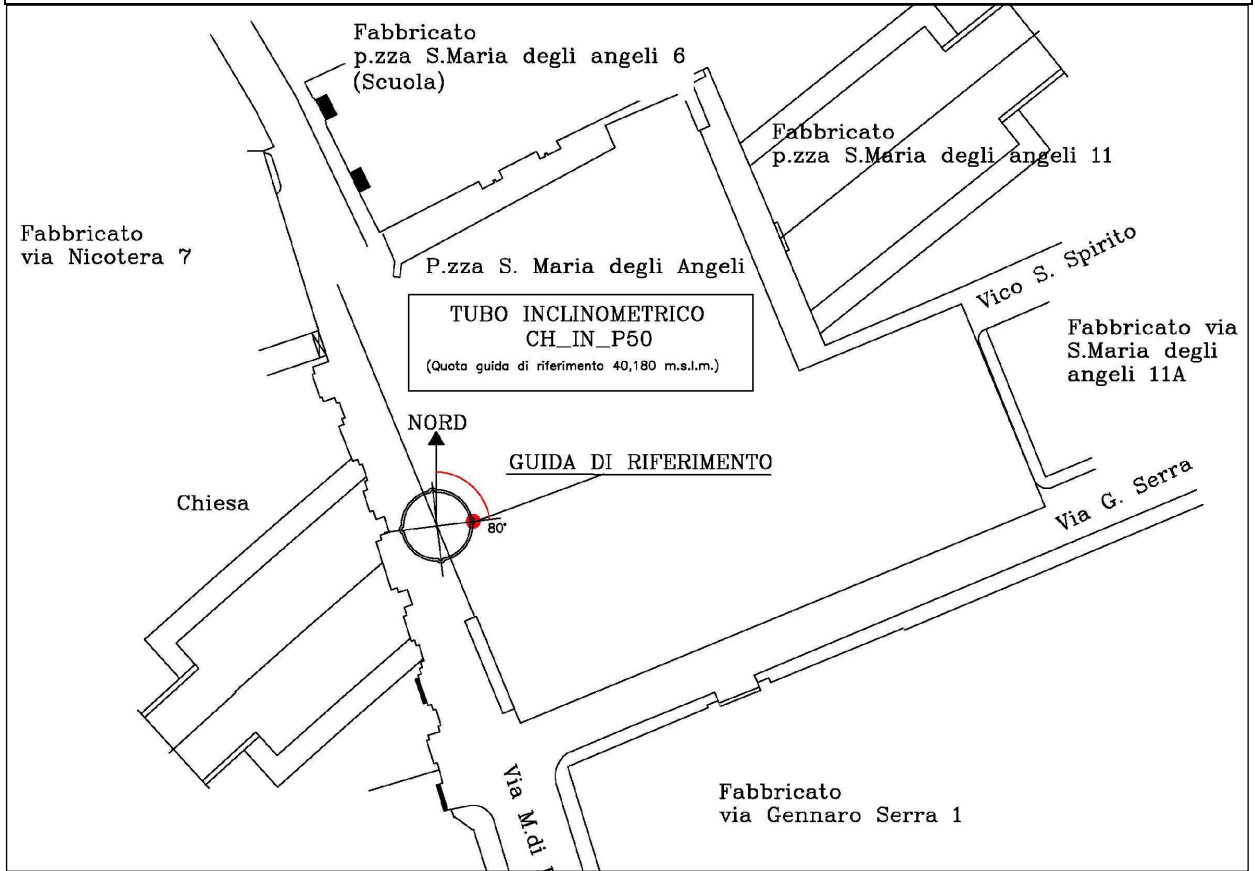 Fabbricato
p.zza S.Maria degli angeli 6
(Scuola)
Fabbricato
p.zza S.Maria degli angeli 11
Fabbricato
via Nicotera 7
P.zza S. Maria degli Angeli
Vico S. Spirito
TUBO INCLINOMETRICO
CH_IN_P50
(Quota guida di riferimento 40,180 m.s.l.m.)
Fabbricato via
S.Maria degli
angeli 11A
NORD
GUIDA DI RIFERIMENTO
Chiesa
80°
Via G. Serra
Via M.di
Fabbricato
via Gennaro Serra 1